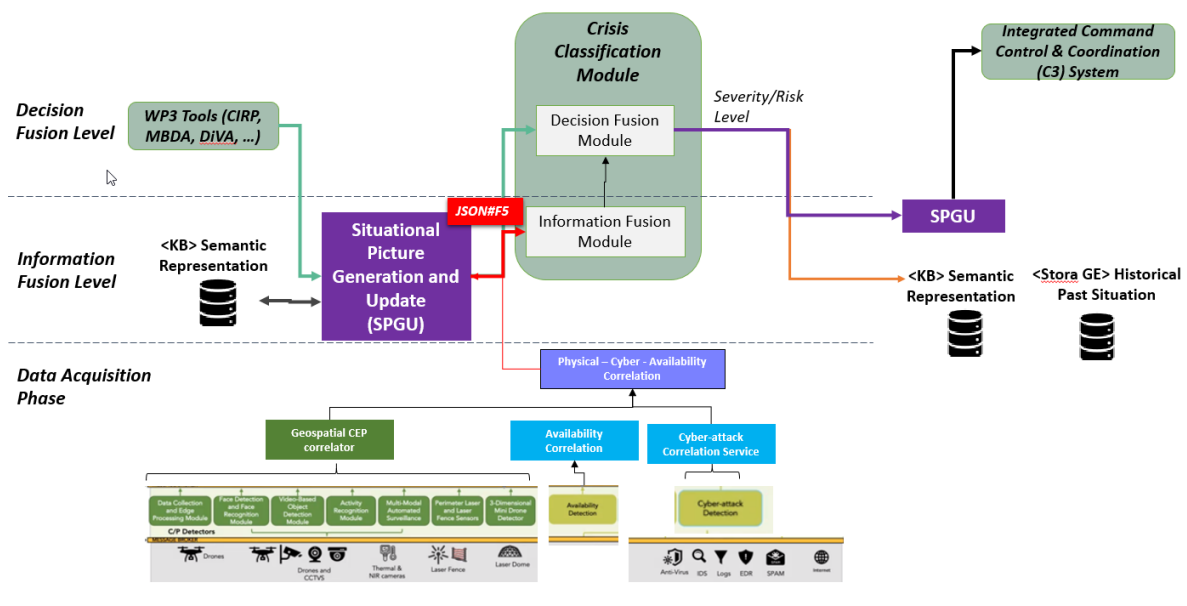 Crisis
Classification
Module
Integrated Command
Control & Coordination
(C3) System
Decision
Fusion Level
WP3 Tools (CIRP,
MBDA, DiVA, …)
Decision Fusion
Module
Severity/Risk
Level
JSON#F5
Information Fusion
Module
SPGU
Information
Fusion Level
<KB> Semantic
Representation
Situational
Picture
Generation and
Update
(SPGU)
<KB> Semantic
Representation
<Stora GE> Historical
Past Situation
Data Acquisition
Phase
Physical – Cyber - Availability
Correlation
Geospatial CEP
correlator
Availability
Correlation
Cyber-attack
Correlation Service
Data Collection
and Edge
Processing Module
Face Detection
and Face
Recognition
Module
Video-Based
Object
Detection
Module
Activity
Recognition
Module
Multi-Modal
Automated
Surveillance
Perimeter Laser
and Laser
Fence Sensors
3-Dimensional
Mini Drone
Detector
Availability
Detection
Cyber-attack
Detection
C/P Detectors
MESSAGE BROKER
Drones
Drones and
CCTVS
Thermal &
NIR cameras
Laser Fence
Laser Dome
Anti-Virus
IDS
Logs
EDR
SPAM
Internet